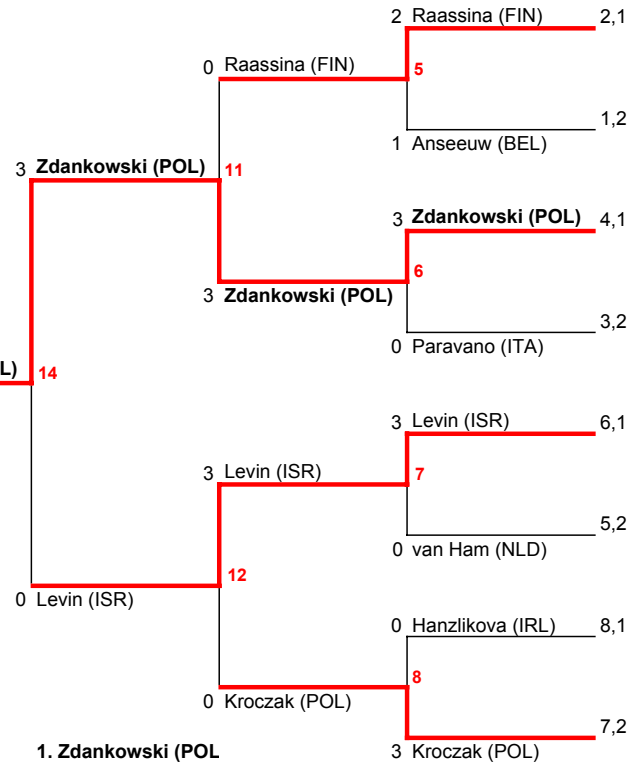 2 Raassina (FIN) 2,1
0 Raassina (FIN)
5
1,2
1 Anseeuw (BEL)
3 Zdankowski (POL) 11
3 Zdankowski (POL) 4,1
6
3 Zdankowski (POL)
3,2
0 Paravano (ITA)
L) 14
3 Levin (ISR) 6,1
3 Levin (ISR) 7
5,2
0 van Ham (NLD)
12
0 Levin (ISR)
0 Hanzlikova (IRL) 8,1
8
0 Kroczak (POL)
7,2
1. Zdankowski (POL
3 Kroczak (POL)